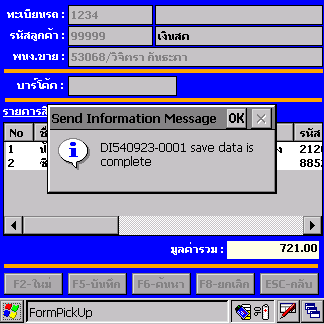 ทะเบียนรถ : 1234
รหัสลูกค้า : 99999 เงินสด
พนง.ขาย : 53068/วิจิตรา กันธะดา
บาร์โค้ด :
รายการสิ
Send Information Message OK
DI540923-0001 save data is
complete
No ชื รหัส
1 2120
2 885
มูลค่ารวม : 721.00
F2-ใหม่ F5-บันทึก F6-ค้นหา F8-ยกเลิก ESC-กลับ
FormPickUp